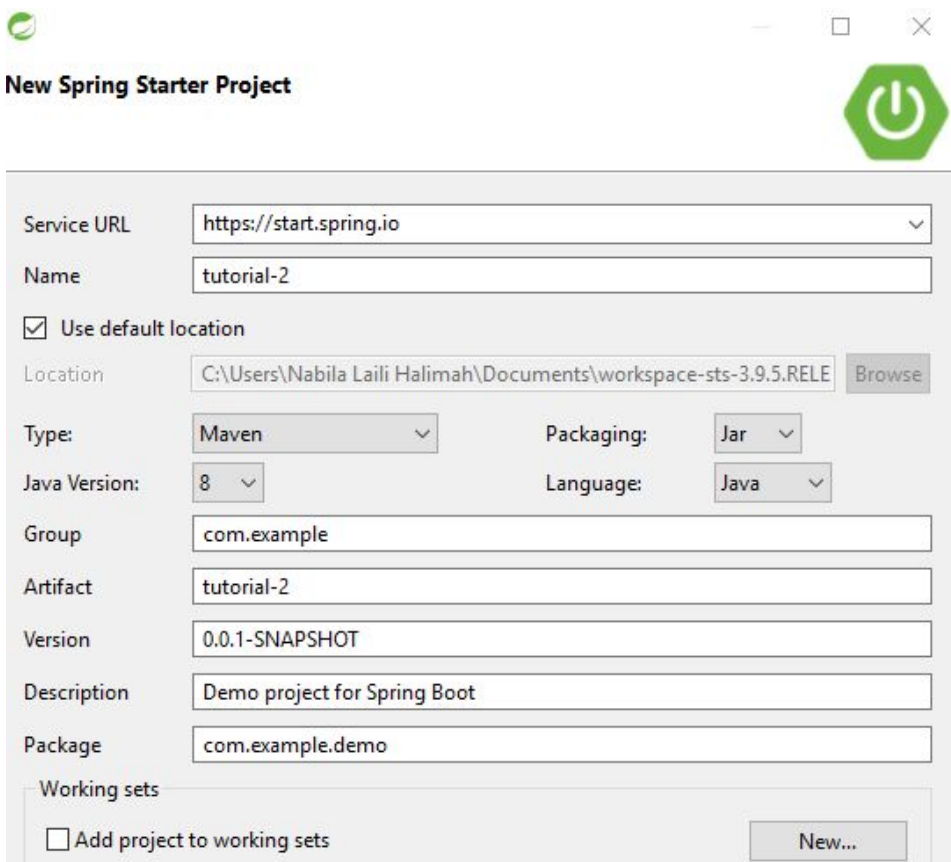 New Spring Starter Project
Service URL https://start.spring.io
Name tutorial-2
Use default location
Location C:\Users\Nabila Laili Halimah\Documents\workspace-sts-3.9.5.RELE Browse
Type: Maven Packaging: Jar
Java Version: 8 Language: Java
Group com.example
Artifact tutorial-2
Version 0.0.1-SNAPSHOT
Description Demo project for Spring Boot
Package com.example.demo
Working sets
Add project to working sets New...